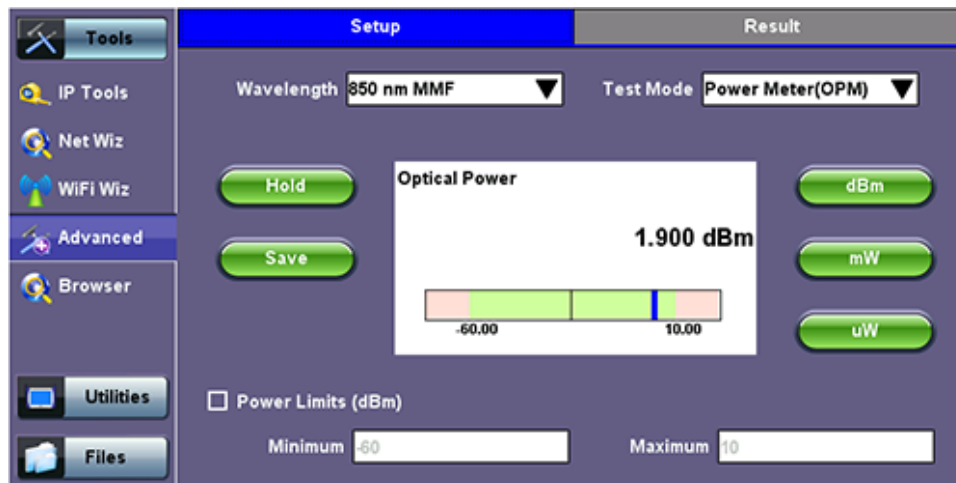 Tools
Setup
Result
IP Tools
Wavelength 850 nm MMF
Test Mode Power Meter(OPM)
Net Wiz
WiFi Wiz
Hold
Optical Power
dBm
Advanced
1.900 dBm
Save
mW
Browser
-60.00
10.00
uW
Utilities
Power Limits (dBm)
Files
Minimum -60
Maximum 10